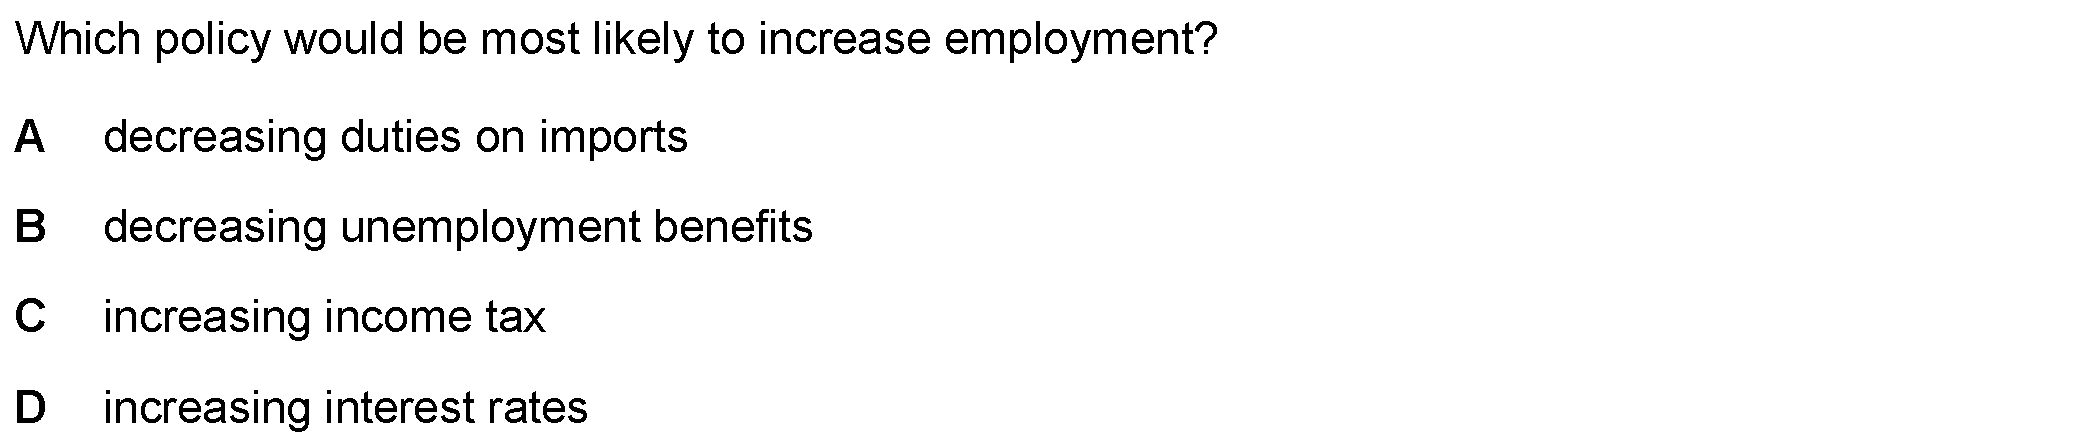 Which policy would be most likely to increase employment?
A decreasing duties on imports
B decreasing unemployment benefits
C increasing income tax
D increasing interest rates